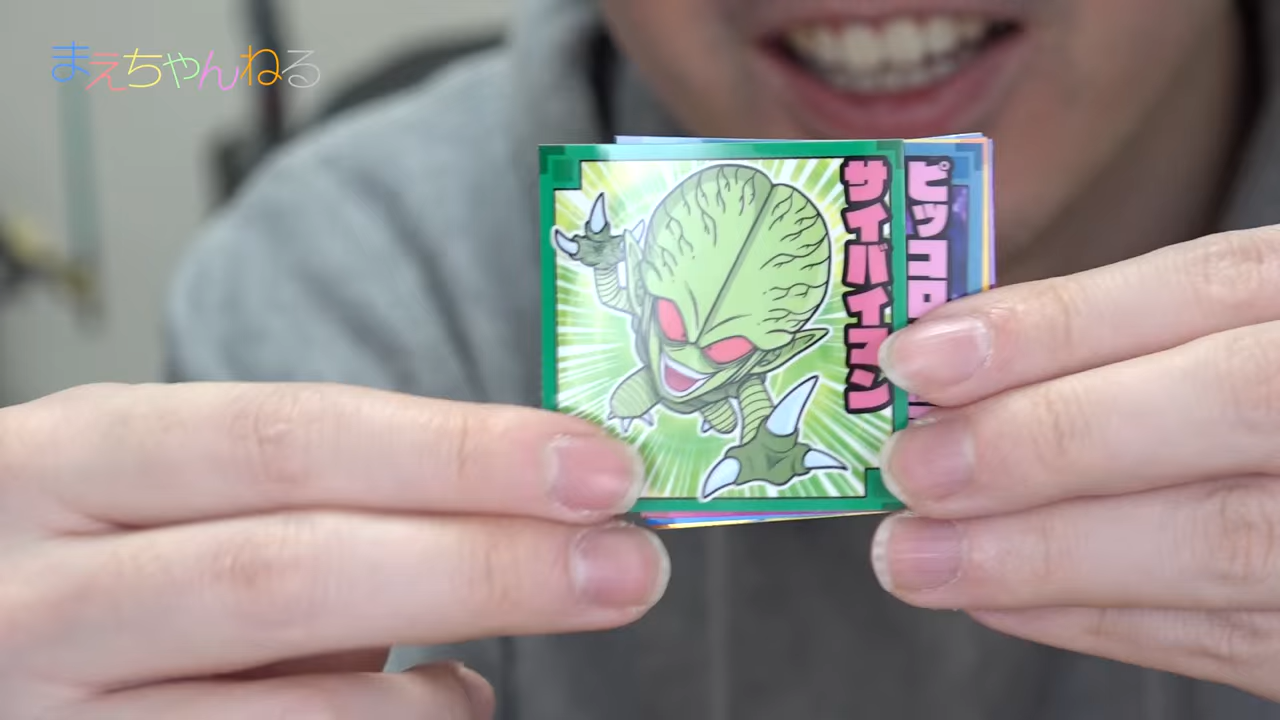 まえちゃんねる
サイバイマン
ピッコロ